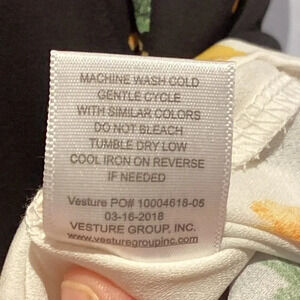 MACHINE WASH COLD
GENTLE CYCLE
WITH SIMILAR COLORS
DO NOT BLEACH
TUMBLE DRY LOW
COOL IRON ON REVERSE
IF NEEDED
Vesture PO# 10004618-05
03-16-2018
VESTURE GROUP, INC.
www.vesturegroupinc.com